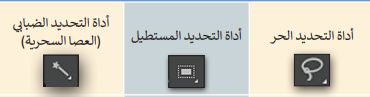 أداة التحديد الحر
أداة التحديد المستطيل
أداة التحديد الضبابي
(العصا السحرية)